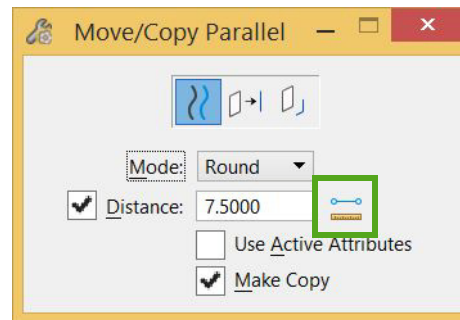 Move/Copy Parallel
Mode: Round
Distance: 7.5000
Use Active Attributes
Make Copy